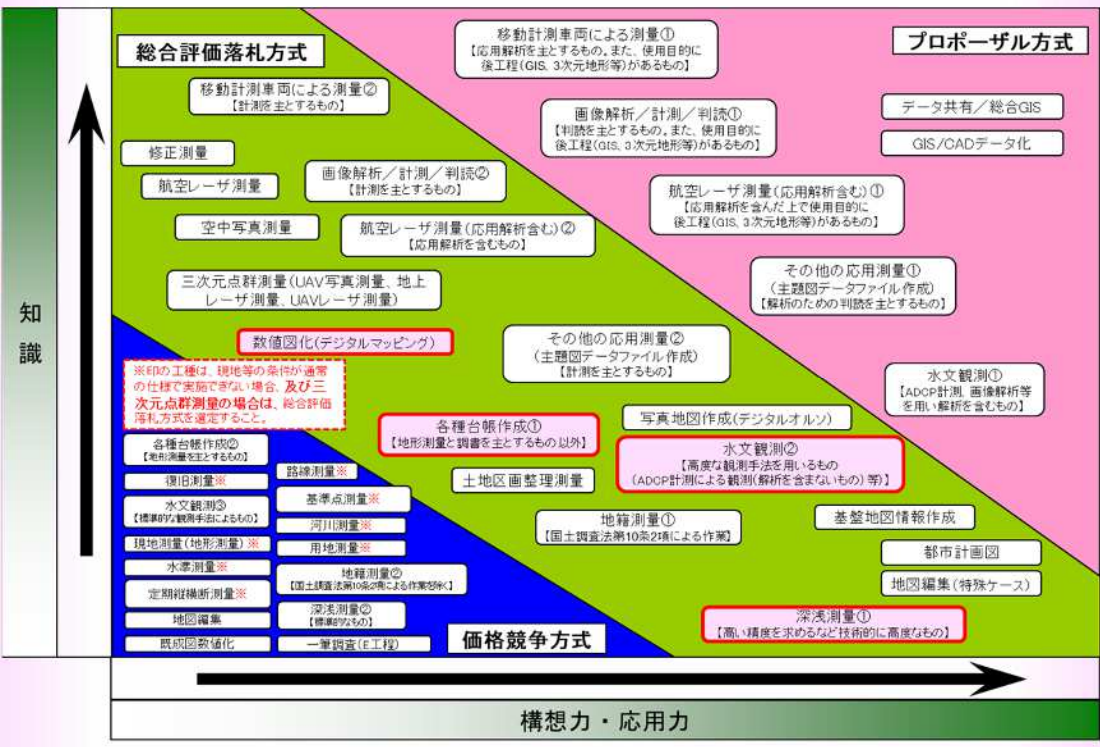 総合評価落札方式
プロポーザル方式
移動計測車両による測量①
【応用解析を主とするもの。また、使用目的に
後工程(GIS、3次元地形等)があるもの】
移動計測車両による測量②
【計測を主とするもの】
画像解析／計測／判読①
【判読を主とするもの。また、使用目的に
後工程(GIS、3次元地形等)があるもの】
データ共有／総合GIS
GIS/CADデータ化
修正測量
航空レーザ測量
画像解析／計測／判読②
【計測を主とするもの】
航空レーザ測量(応用解析含む)①
【応用解析を含んだ上で使用目的に
後工程(GIS、3次元地形等)があるもの】
空中写真測量
航空レーザ測量(応用解析含む)②
【応用解析を含むもの】
三次元点群測量(UAV写真測量、地上
レーザ測量、UAVレーザ測量)
その他の応用測量①
(主題図データファイル作成)
【解析のための判読を主とするもの】
数値図化(デジタルマッピング)
その他の応用測量②
(主題図データファイル作成)
【計測を主とするもの】
※印の工種は、現地等の条件が通常
の仕様で実施できない場合、及び三
次元点群測量の場合は、総合評価
落札方式を選定すること。
水文観測①
【ADCP計測、画像解析等
を用い解析を含むもの】
各種台帳作成①
【地形測量と調書を主とするもの以外】
写真地図作成(デジタルオルソ)
水文観測②
【高度な観測手法を用いるもの
(ADCP計測による観測(解析を含まないもの)等)】
土地区画整理測量
地籍測量①
【国土調査法第10条2項による作業】
基盤地図情報作成
都市計画図
地図編集(特殊ケース)
深浅測量①
【高い精度を求めるなど技術的に高度なもの】
各種台帳作成②
【地形測量を主とするもの】
復旧測量※
水文観測③
【標準的な観測手法によるもの】
現地測量(地形測量)※
水準測量※
定期縦横断測量※
地図編集
既成図数値化
路線測量※
基準点測量※
河川測量※
用地測量※
地籍測量②
【国土調査法第10条2項による作業を除く】
深浅測量②
【標準的なもの】
一筆調査(E工程)
価格競争方式
知
識
構想力・応用力